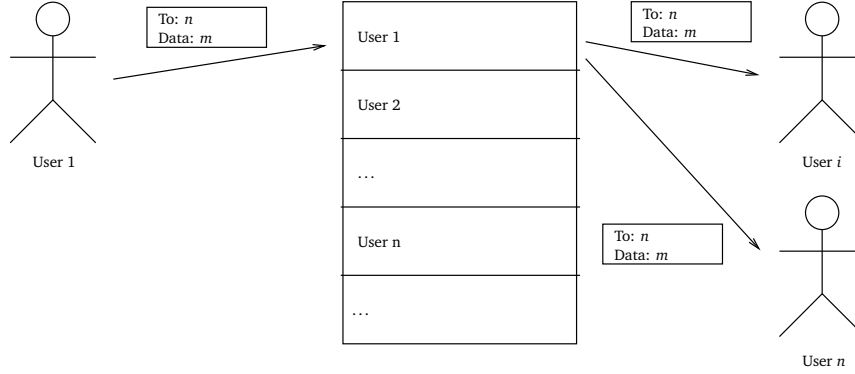 To: n
Data: m
User 1
User 1
User 2
...
User n
...
To: n
Data: m
User i
To: n
Data: m
User n